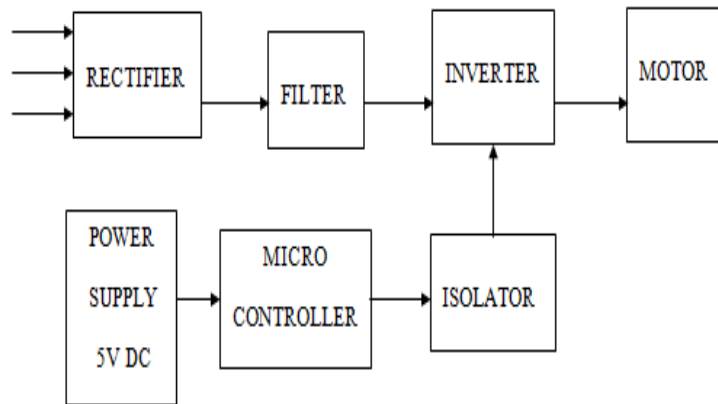 RECTIFIER
FILTER
INVERTER
MOTOR
POWER
SUPPLY
5V DC
MICRO
CONTROLLER
ISOLATOR